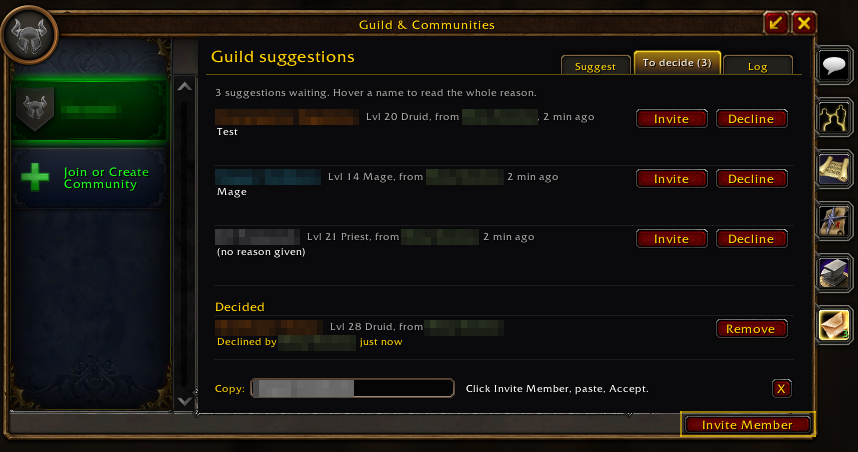 Guild & Communities
Guild suggestions
Suggest
To decide (3)
Log
3 suggestions waiting. Hover a name to read the whole reason.
Lvl 20 Druid, from , 2 min ago
Invite
Decline
Test
Join or Create
Community
Lvl 14 Mage, from 2 min ago
Invite
Decline
Mage
Lvl 21 Priest, from 2 min ago
Invite
Decline
(no reason given)
Decided
Lvl 28 Druid, from
Remove
Declined by just now
Copy:
Click Invite Member, paste, Accept.
X
Invite Member
3